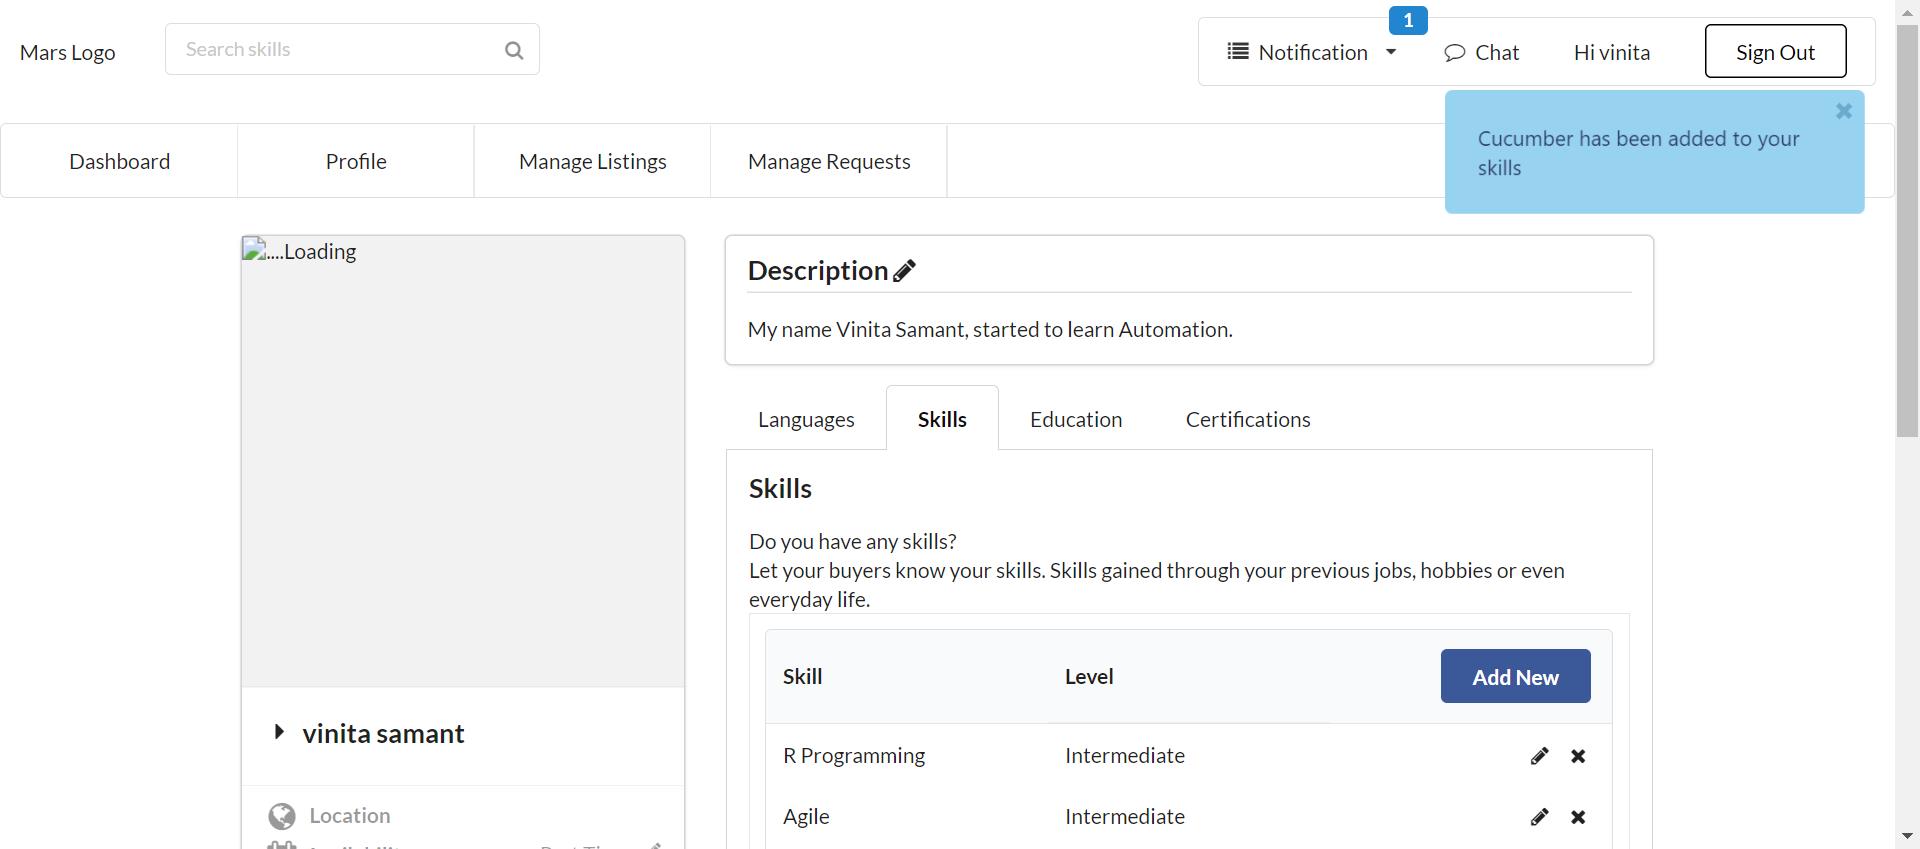 Mars Logo
Search skills
1
Notification
Chat
Hi vinita
Sign Out
Cucumber has been added to your
skills
Dashboard
Profile
Manage Listings
Manage Requests
....Loading
Description
My name Vinita Samant, started to learn Automation.
Languages
Skills
Education
Certifications
Skills
Do you have any skills?
Let your buyers know your skills. Skills gained through your previous jobs, hobbies or even
everyday life.
Skill
Level
Add New
R Programming
Intermediate
Agile
Intermediate
vinita samant
Location